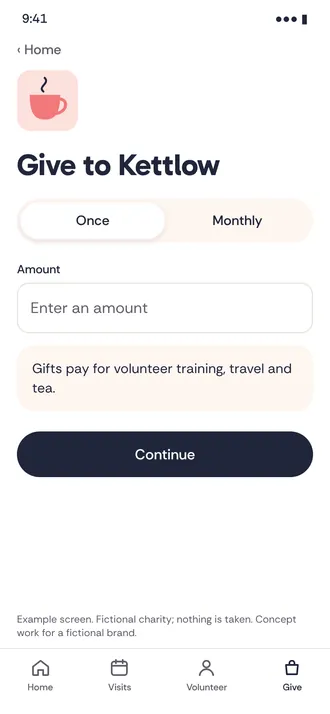 9:41
‹ Home
Give to Kettlow
Once
Monthly
Amount
Enter an amount
Gifts pay for volunteer training, travel and
tea.
Continue
Example screen. Fictional charity; nothing is taken. Concept
work for a fictional brand.
Home
Visits
Volunteer
Give